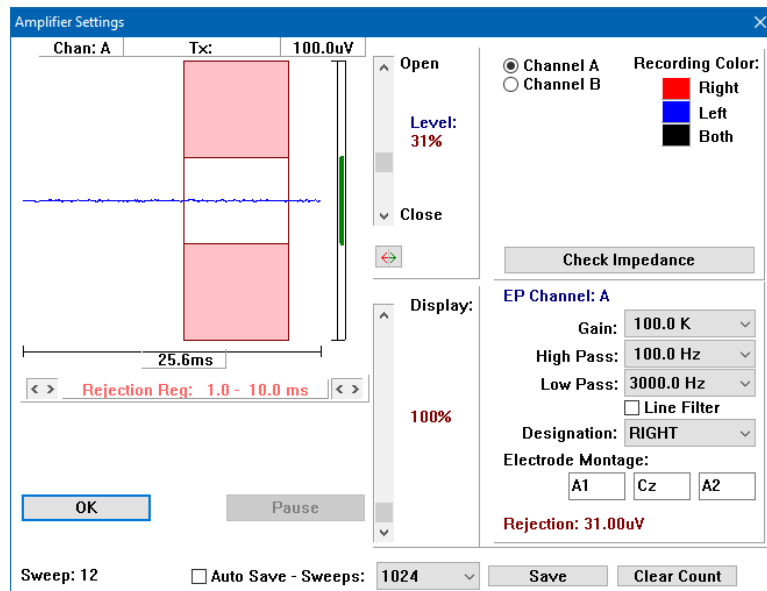 Amplifier Settings
Chan: A Tx: 100.0uV
Open
Level:
31%
Close
25.6ms
< > Rejection Reg: 1.0 - 10.0 ms < >
Display:
100%
OK Pause
Sweep: 12 Auto Save - Sweeps: 1024 Save Clear Count
Channel A
Channel B
Recording Color:
Right
Left
Both
Check Impedance
EP Channel: A
Gain: 100.0 K
High Pass: 100.0 Hz
Low Pass: 3000.0 Hz
Line Filter
Designation: RIGHT
Electrode Montage:
A1 Cz A2
Rejection: 31.00uV